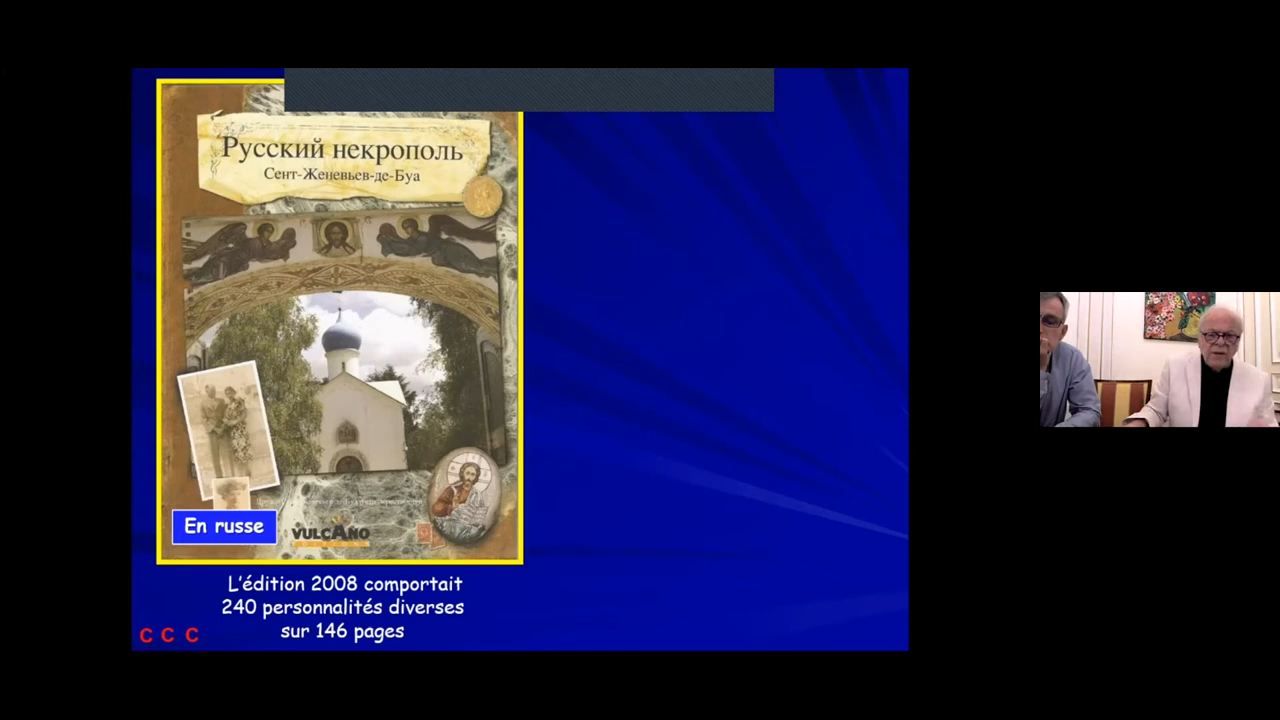 Русский некрополь
Сент-Женевьев-де-Буа
En russe
VULCANO
L'édition 2008 comportait
240 personnalités diverses
sur 146 pages
C C C